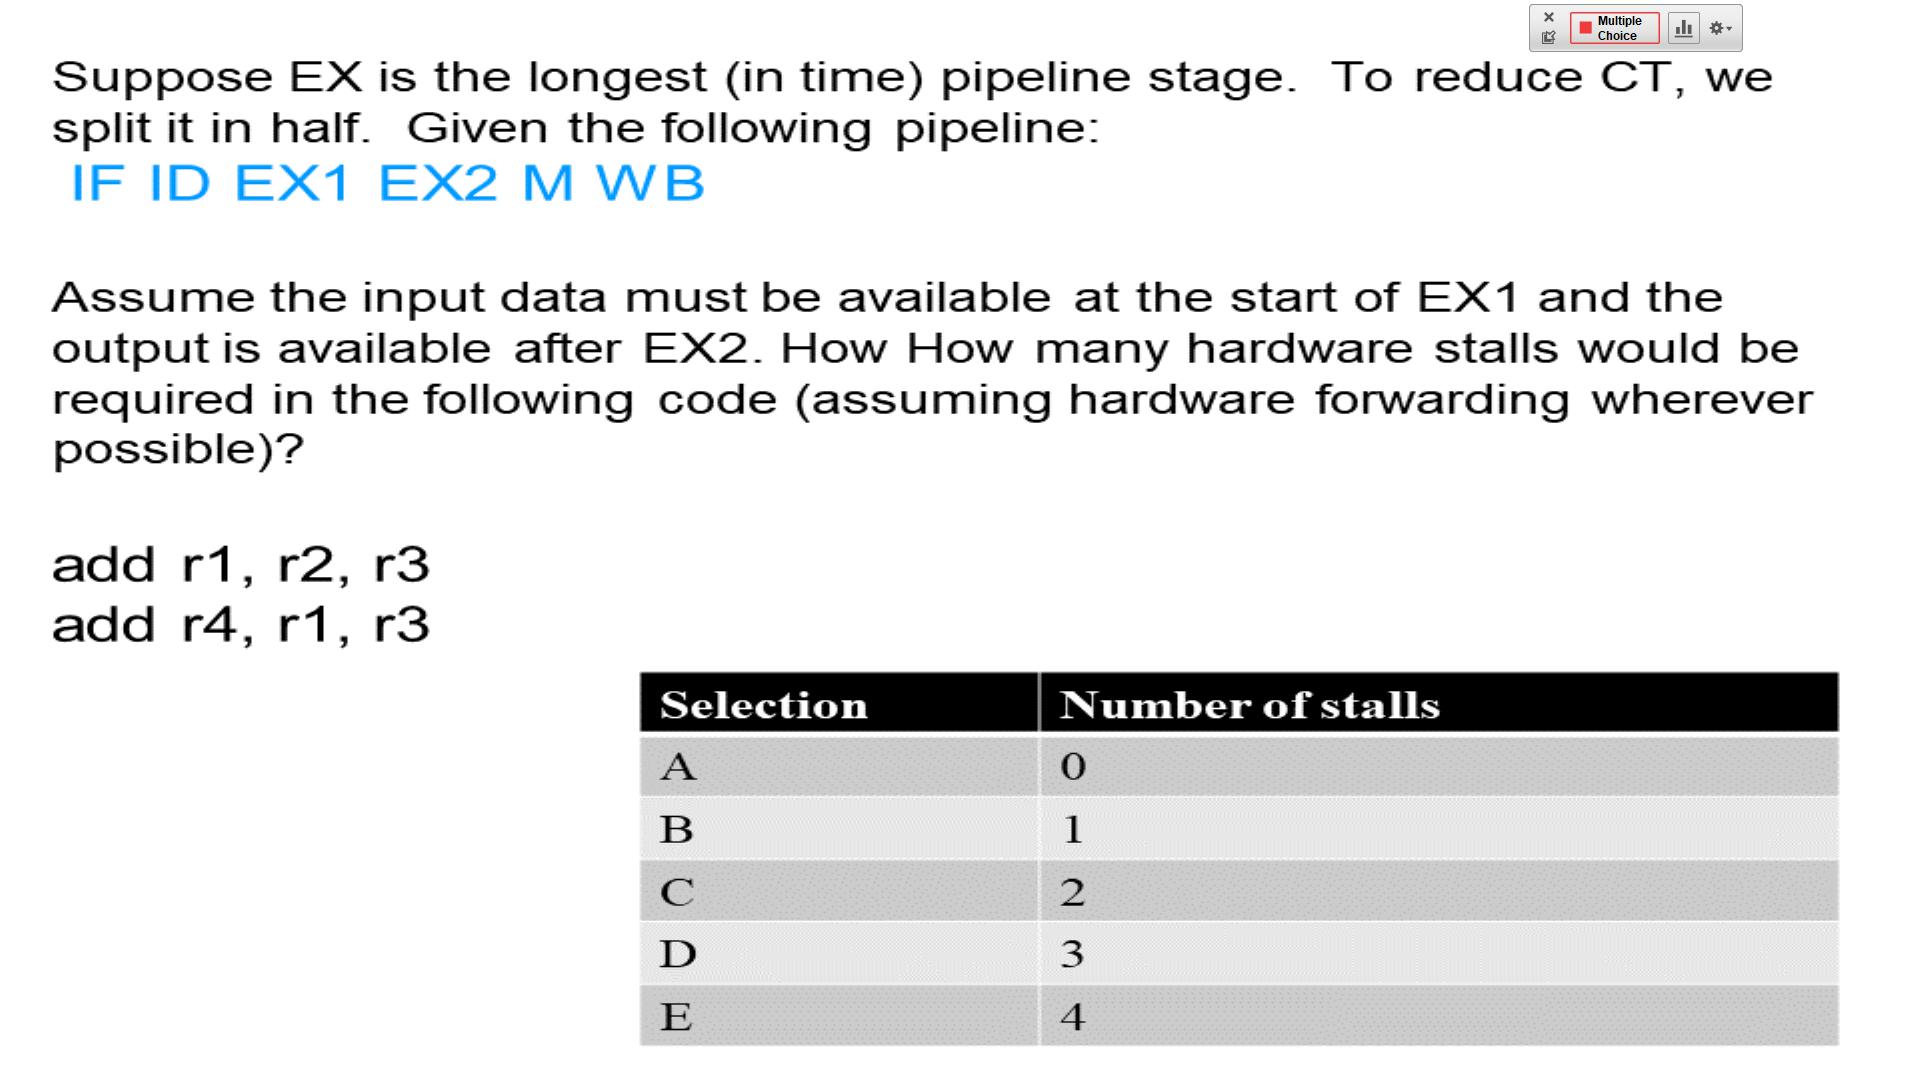 Multiple
Choice
Suppose EX is the longest (in time) pipeline stage. To reduce CT, we
split it in half. Given the following pipeline:
IF ID EX1 EX2 M WB
Assume the input data must be available at the start of EX1 and the
output is available after EX2. How How many hardware stalls would be
required in the following code (assuming hardware forwarding wherever
possible)?
add r1, r2, r3
add r4, r1, r3
Selection Number of stalls
A 0
B 1
C 2
D 3
E 4